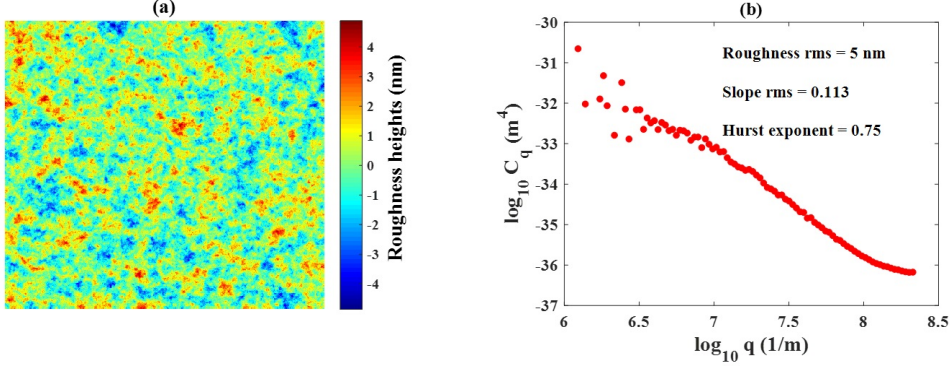 (a)
4
3
2
1
0
-1
-2
-3
-4
Roughness heights (nm)
(b)
-30
-31
-32
-33
-34
-35
-36
-37
log10 Cq (m4)
Roughness rms = 5 nm
Slope rms = 0.113
Hurst exponent = 0.75
6 6.5 7 7.5 8 8.5
log10 q (1/m)